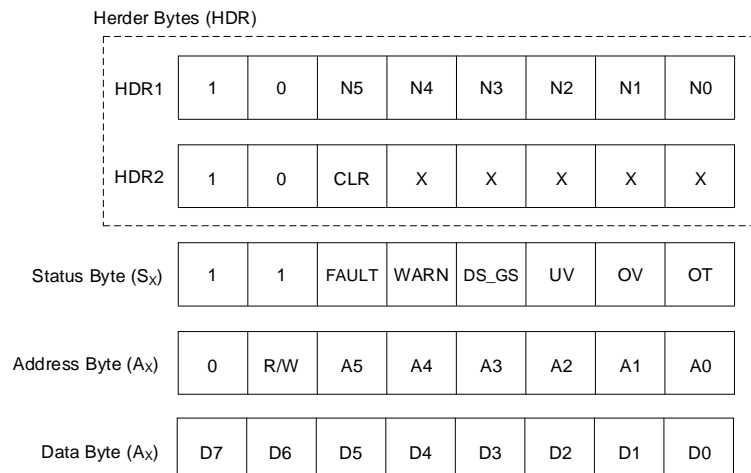 Herder Bytes (HDR)
HDR1 1 0 N5 N4 N3 N2 N1 N0
HDR2 1 0 CLR X X X X X
Status Byte (SX) 1 1 FAULT WARN DS_GS UV OV OT
Address Byte (AX) 0 R/W A5 A4 A3 A2 A1 A0
Data Byte (AX) D7 D6 D5 D4 D3 D2 D1 D0